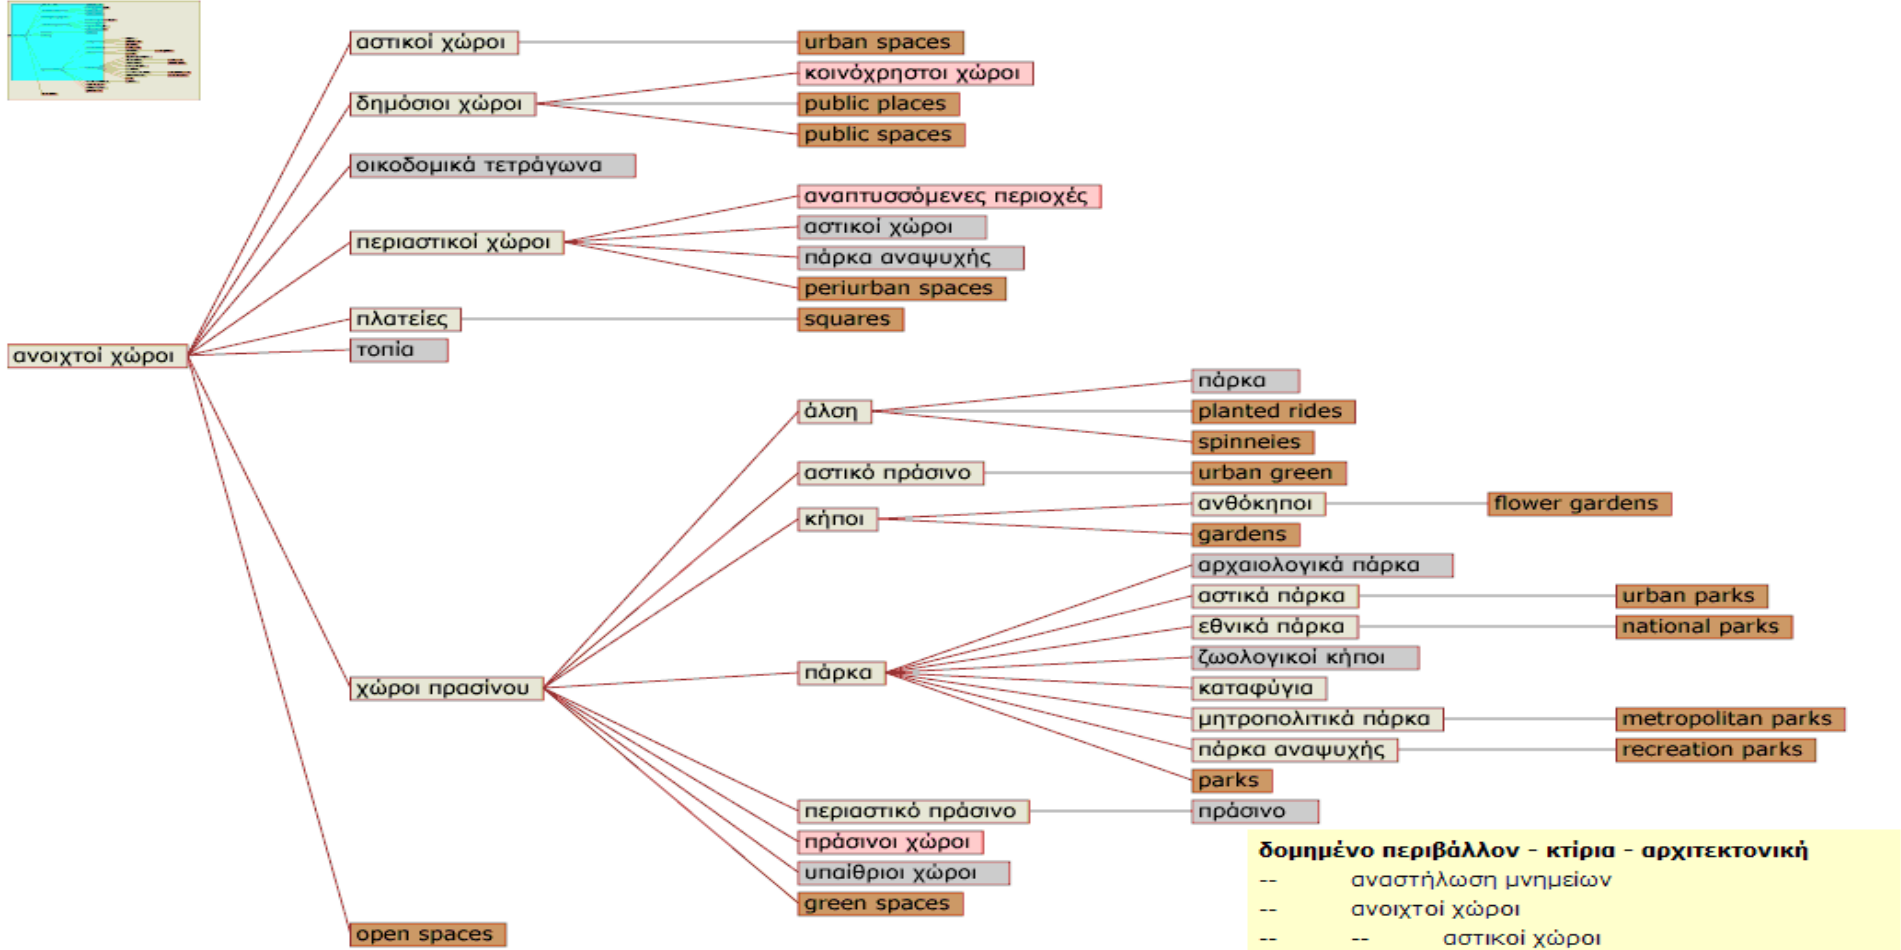 αστικοί χώροι
urban spaces
κοινόχρηστοι χώροι
δημόσιοι χώροι
public places
public spaces
οικοδομικά τετράγωνα
αναπτυσσόμενες περιοχές
αστικοί χώροι
περιαστικοί χώροι
πάρκα αναψυχής
periurban spaces
πλατείες
squares
τοπία
ανοιχτοί χώροι
πάρκα
άλση
planted rides
spinneies
αστικό πράσινο
urban green
ανθόκηποι
flower gardens
κήποι
gardens
αρχαιολογικά πάρκα
αστικά πάρκα
urban parks
εθνικά πάρκα
national parks
ζωολογικοί κήποι
πάρκα
χώροι πρασίνου
καταφύγια
μητροπολιτικά πάρκα
metropolitan parks
πάρκα αναψυχής
recreation parks
parks
περιαστικό πράσινο
πράσινο
πράσινοι χώροι
υπαίθριοι χώροι
green spaces
open spaces
δομημένο περιβάλλον - κτίρια - αρχιτεκτονική
-- αναστήλωση μνημείων
-- ανοιχτοί χώροι
-- -- αστικοί χώροι